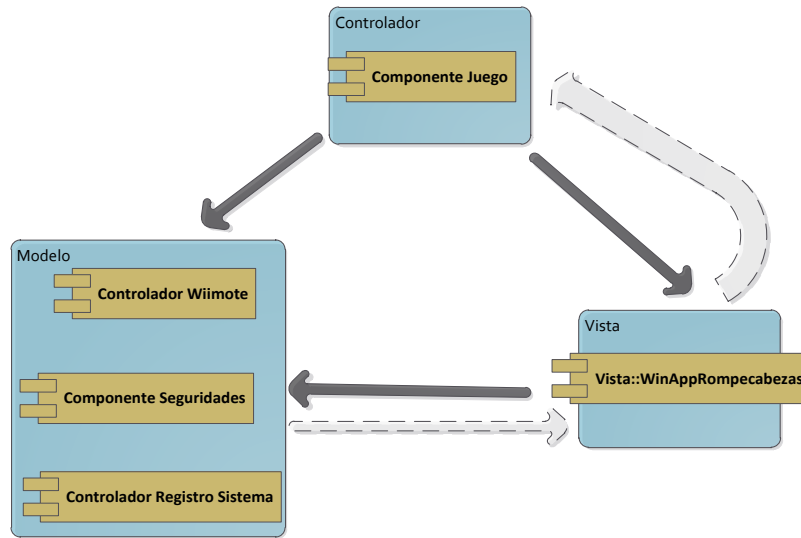 Controlador
Componente Juego
Modelo
Controlador Wiimote
Componente Seguridades
Controlador Registro Sistema
Vista
Vista::WinAppRompecabezas